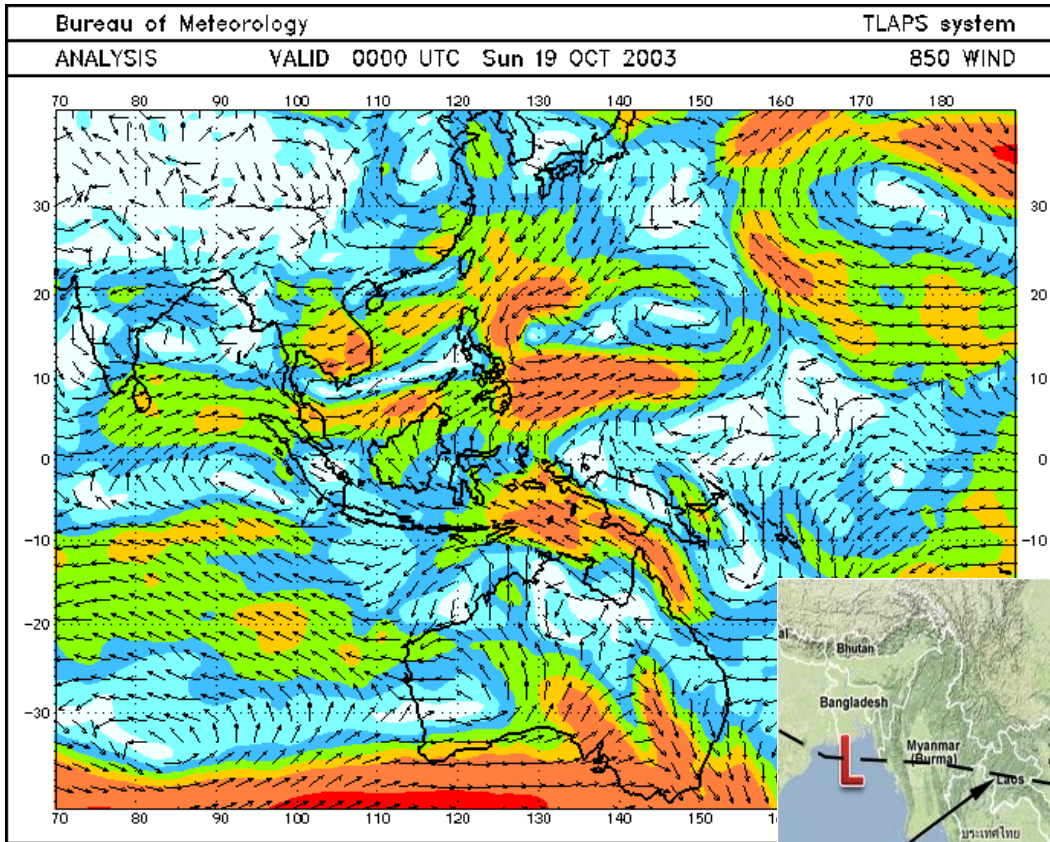 Bureau of Meteorology TLAPS system
ANALYSIS VALID 0000 UTC Sun 19 OCT 2003 850 WIND
70 80 90 100 110 120 130 140 150 160 170 180
30 30
20 20
10 10
0 0
-10 -10
-20
-30
70 80 90 100 110 120 130 140 150
Bhutan
Bangladesh
L
Myanmar
(Burma)
Laos
ประเทศไทย